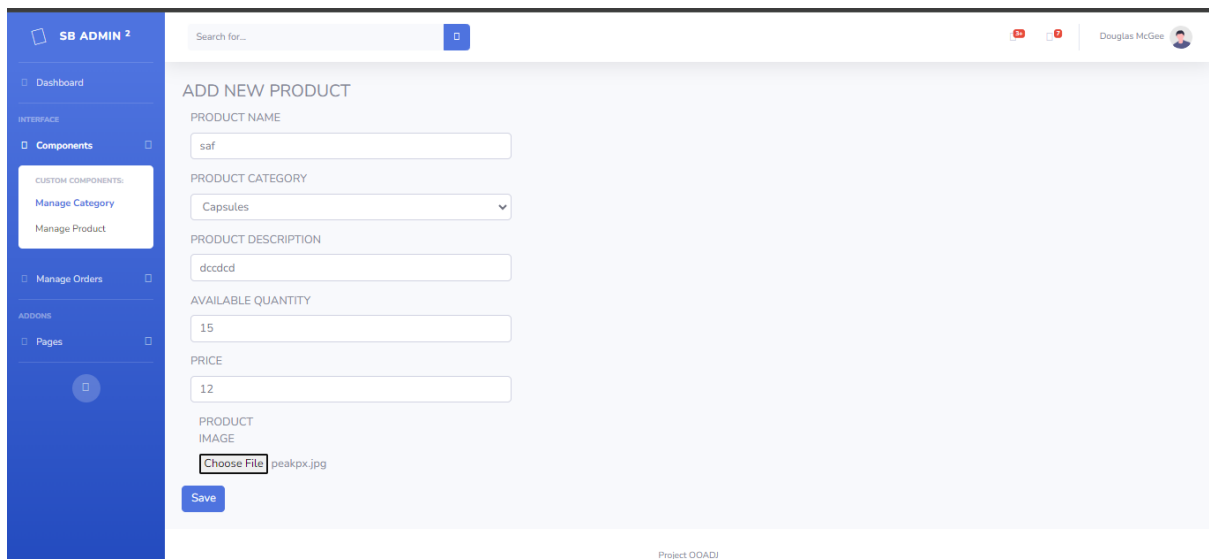 SB ADMIN 2
Search for...
3+
7
Douglas McGee
Dashboard
INTERFACE
Components
CUSTOM COMPONENTS:
Manage Category
Manage Product
Manage Orders
ADDONS
Pages
ADD NEW PRODUCT
PRODUCT NAME
saf
PRODUCT CATEGORY
Capsules
PRODUCT DESCRIPTION
dccdcd
AVAILABLE QUANTITY
15
PRICE
12
PRODUCT
IMAGE
Choose File peakpx.jpg
Save
Project OOADJ